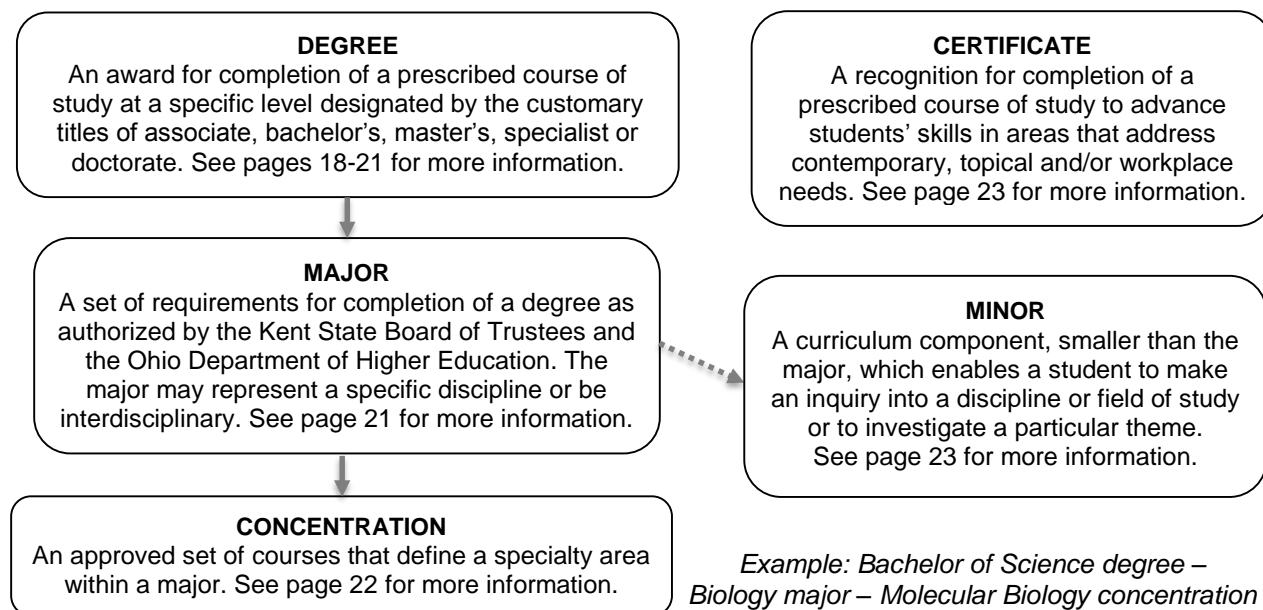 DEGREE
An award for completion of a prescribed course of
study at a specific level designated by the customary
titles of associate, bachelor’s, master’s, specialist or
doctorate. See pages 18-21 for more information.
CERTIFICATE
A recognition for completion of a
prescribed course of study to advance
students’ skills in areas that address
contemporary, topical and/or workplace
needs. See page 23 for more information.
MAJOR
A set of requirements for completion of a degree as
authorized by the Kent State Board of Trustees and
the Ohio Department of Higher Education. The
major may represent a specific discipline or be
interdisciplinary. See page 21 for more information.
MINOR
A curriculum component, smaller than the
major, which enables a student to make
an inquiry into a discipline or field of study
or to investigate a particular theme.
See page 23 for more information.
CONCENTRATION
An approved set of courses that define a specialty area
within a major. See page 22 for more information.
Example: Bachelor of Science degree –
Biology major – Molecular Biology concentration